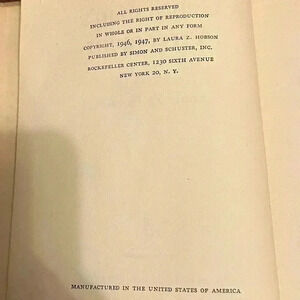 ALL RIGHTS RESERVED
INCLUDING THE RIGHT OF REPRODUCTION
IN WHOLE OR IN PART IN ANY FORM
COPYRIGHT, 1946, 1947, BY LAURA Z. HOBSON
PUBLISHED BY SIMON AND SCHUSTER, INC.
ROCKEFELLER CENTER, 1230 SIXTH AVENUE
NEW YORK 20, N. Y.
MANUFACTURED IN THE UNITED STATES OF AMERICA